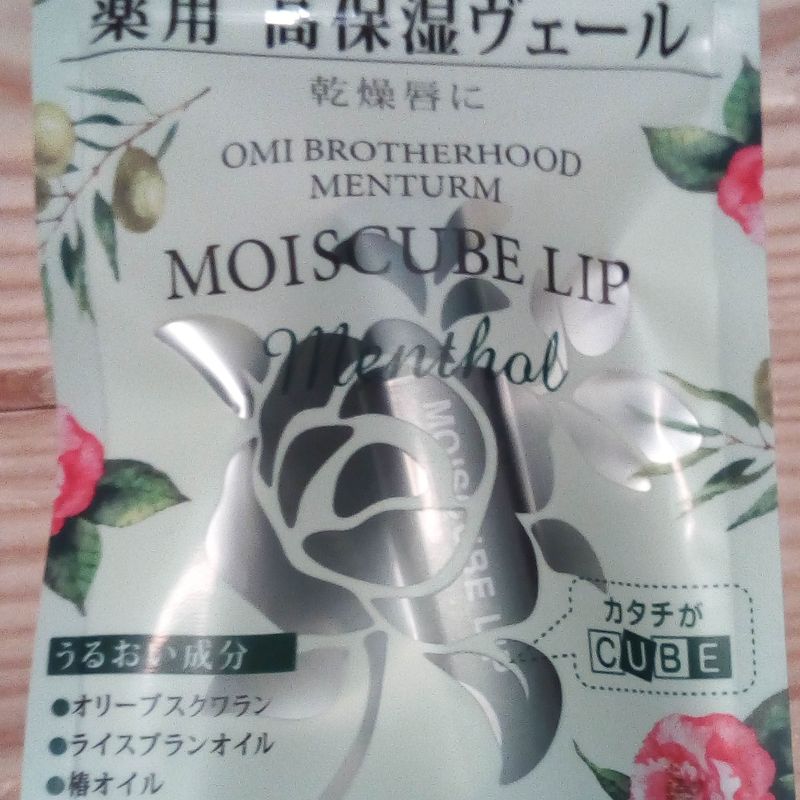 薬用 高保湿ヴェール
乾燥唇に
OMI BROTHERHOOD
MENTURM
MOISCUBE LIP
Menthol
MOISCUBE L
カタチが
CUBE
うるおい成分
●オリーブスクワラン
●ライスブランオイル
●椿オイル